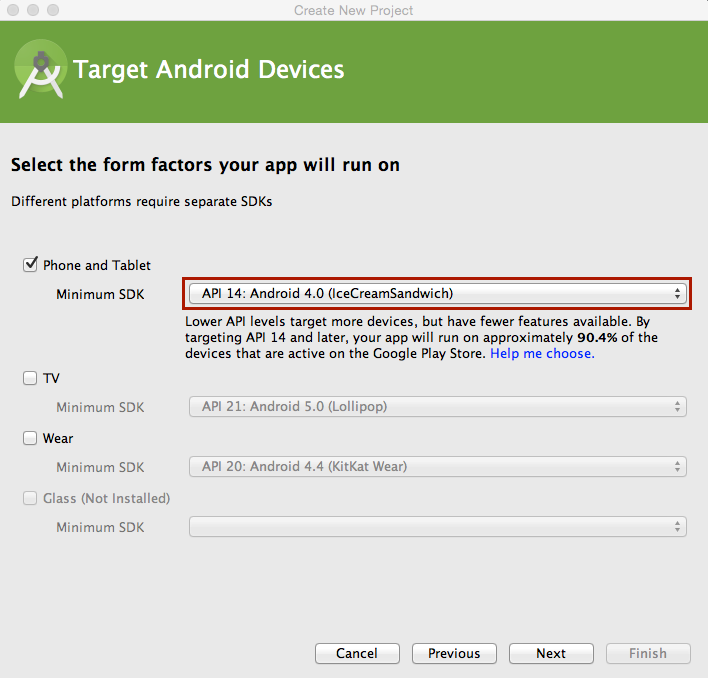 Create New Project
Target Android Devices
Select the form factors your app will run on
Different platforms require separate SDKs
Phone and Tablet
Minimum SDK
API 14: Android 4.0 (IceCreamSandwich)
Lower API levels target more devices, but have fewer features available. By
targeting API 14 and later, your app will run on approximately 90.4% of the
devices that are active on the Google Play Store. Help me choose.
TV
Minimum SDK
API 21: Android 5.0 (Lollipop)
Wear
Minimum SDK
API 20: Android 4.4 (KitKat Wear)
Glass (Not Installed)
Minimum SDK
Cancel
Previous
Next
Finish